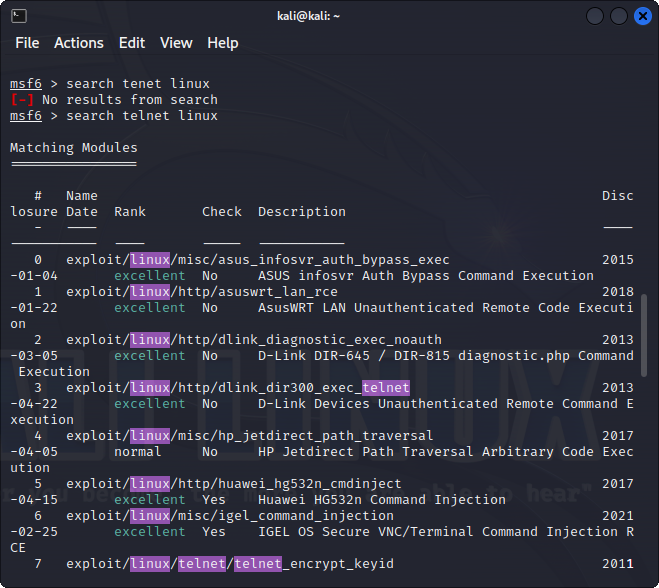 kali@kali: ~
File Actions Edit View Help
msf6 > search tenet linux
[-] No results from search
msf6 > search telnet linux
Matching Modules
================
# Name Disc
losure Date Rank Check Description
- ---- ----
----------- ---- ----- -----------
0 exploit/linux/misc/asus_infosvr_auth_bypass_exec 2015
-01-04 excellent No ASUS infosvr Auth Bypass Command Execution
1 exploit/linux/http/asuswrt_lan_rce 2018
-01-22 excellent No AsusWRT LAN Unauthenticated Remote Code Executi
on
2 exploit/linux/http/dlink_diagnostic_exec_noauth 2013
-03-05 excellent No D-Link DIR-645 / DIR-815 diagnostic.php Command
Execution
3 exploit/linux/http/dlink_dir300_exec_telnet 2013
-04-22 excellent No D-Link Devices Unauthenticated Remote Command E
xecution
4 exploit/linux/misc/hp_jetdirect_path_traversal 2017
-04-05 normal No HP Jetdirect Path Traversal Arbitrary Code Exec
ution
5 exploit/linux/http/huawei_hg532n_cmdinject 2017
-04-15 excellent Yes Huawei HG532n Command Injection
6 exploit/linux/misc/igel_command_injection 2021
-02-25 excellent Yes IGEL OS Secure VNC/Terminal Command Injection R
CE
7 exploit/linux/telnet/telnet_encrypt_keyid 2011